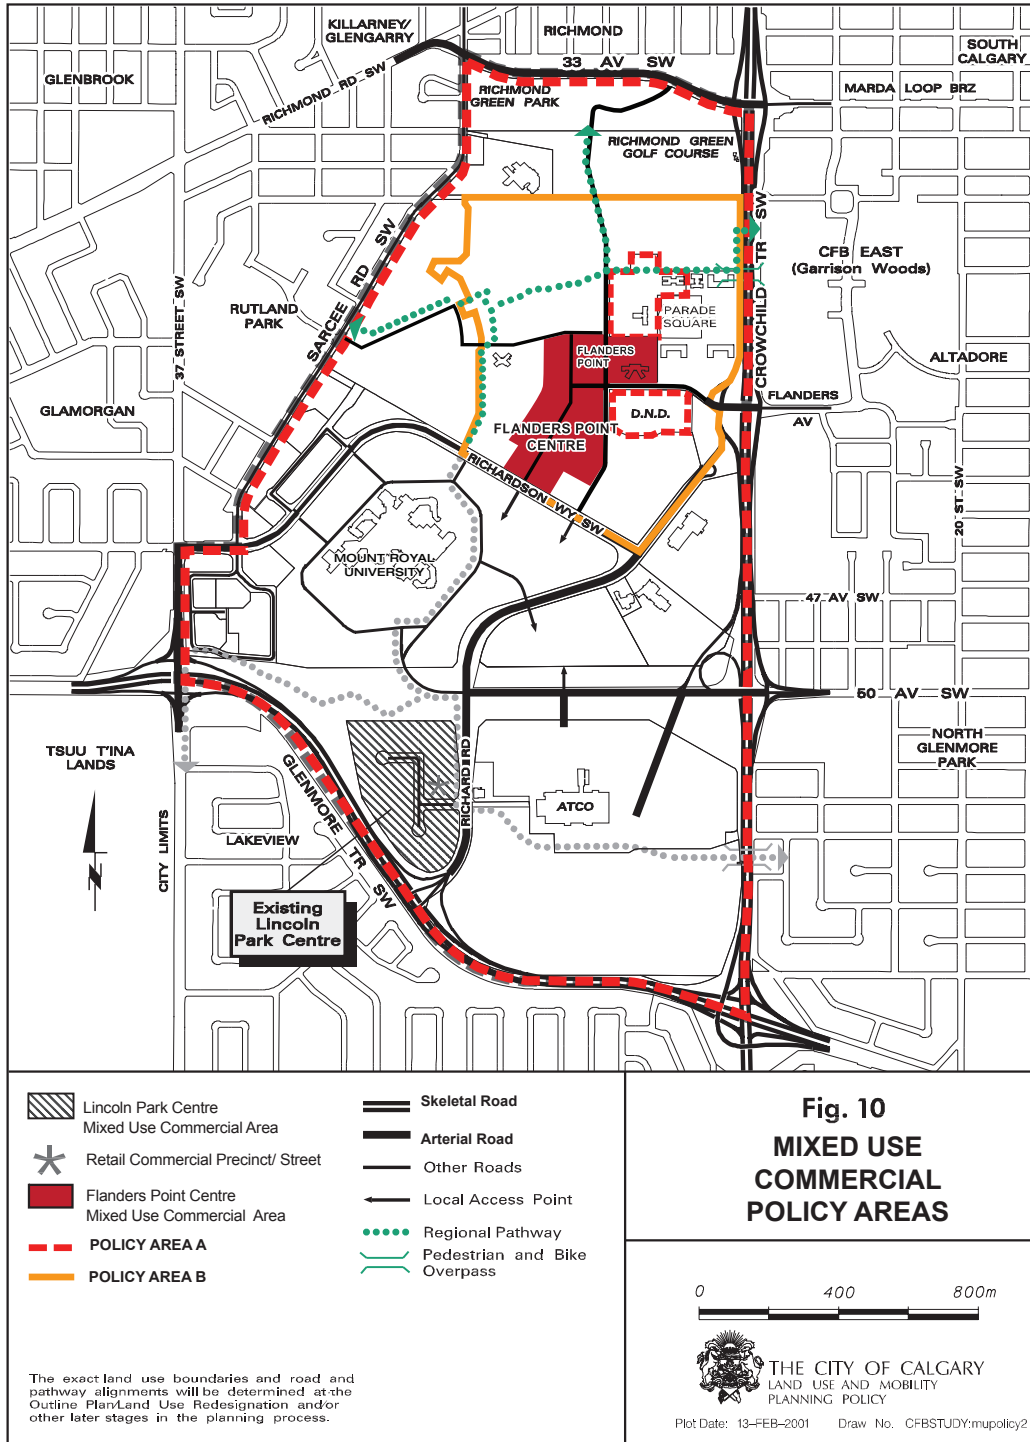 KILLARNEY/
GLENGARRY
RICHMOND
SOUTH
CALGARY
GLENBROOK
33 AV SW
RICHMOND RD SW
RICHMOND
GREEN PARK
MARDA LOOP BRZ
RICHMOND GREEN
GOLF COURSE
CROWCHILD TR SW
CFB EAST
(Garrison Woods)
SARCEE RD SW
37 STREET SW
RUTLAND
PARK
PARADE
SQUARE
FLANDERS
POINT
ALTADORE
GLAMORGAN
FLANDERS
AV
D.N.D.
FLANDERS POINT
CENTRE
RICHARDSON WY SW
20 ST SW
MOUNT ROYAL
UNIVERSITY
47 AV SW
50 AV SW
TSUU T'INA
LANDS
NORTH
GLENMORE
PARK
GLENMORE TR SW
RICHARD RD
ATCO
CITY LIMITS
LAKEVIEW
N
Existing
Lincoln
Park Centre
Lincoln Park Centre
Mixed Use Commercial Area
Retail Commercial Precinct/ Street
Flanders Point Centre
Mixed Use Commercial Area
POLICY AREA A
POLICY AREA B
Skeletal Road
Arterial Road
Other Roads
Local Access Point
Regional Pathway
Pedestrian and Bike
Overpass
The exact land use boundaries and road and
pathway alignments will be determined at the
Outline Plan/Land Use Redesignation and/or
other later stages in the planning process.
Fig. 10
MIXED USE
COMMERCIAL
POLICY AREAS
0 400 800m
THE CITY OF CALGARY
LAND USE AND MOBILITY
PLANNING POLICY
Plot Date: 13-FEB-2001 Draw No. CFBSTUDY:mupolicy2